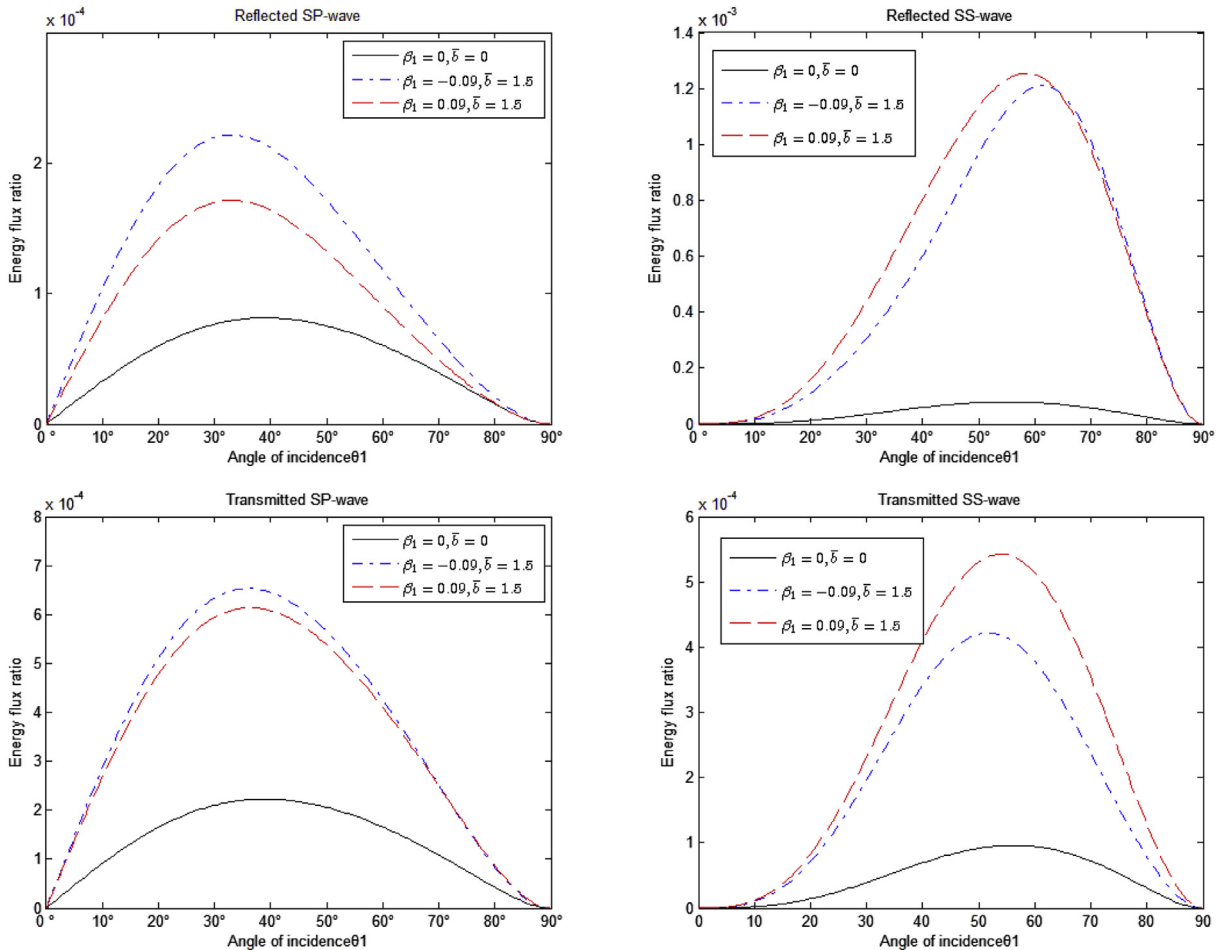 Reflected SP-wave
x 10⁻⁴
β₁ = 0, b̅ = 0
β₁ = −0.09, b̅ = 1.5
β₁ = 0.09, b̅ = 1.5
2
1
0
Energy flux ratio
0° 10° 20° 30° 40° 50° 60° 70° 80° 90°
Angle of incidenceθ1
Reflected SS-wave
x 10⁻³
β₁ = 0, b̅ = 0
β₁ = −0.09, b̅ = 1.5
β₁ = 0.09, b̅ = 1.5
1.4
1.2
1
0.8
0.6
0.4
0.2
0
Energy flux ratio
0° 10° 20° 30° 40° 50° 60° 70° 80° 90°
Angle of incidenceθ1
Transmitted SP-wave
x 10⁻⁴
β₁ = 0, b̅ = 0
β₁ = −0.09, b̅ = 1.5
β₁ = 0.09, b̅ = 1.5
8
7
6
5
4
3
2
1
0
Energy flux ratio
0° 10° 20° 30° 40° 50° 60° 70° 80° 90°
Angle of incidenceθ1
Transmitted SS-wave
x 10⁻⁴
β₁ = 0, b̅ = 0
β₁ = −0.09, b̅ = 1.5
β₁ = 0.09, b̅ = 1.5
6
5
4
3
2
1
0
Energy flux ratio
0° 10° 20° 30° 40° 50° 60° 70° 80° 90°
Angle of incidenceθ1